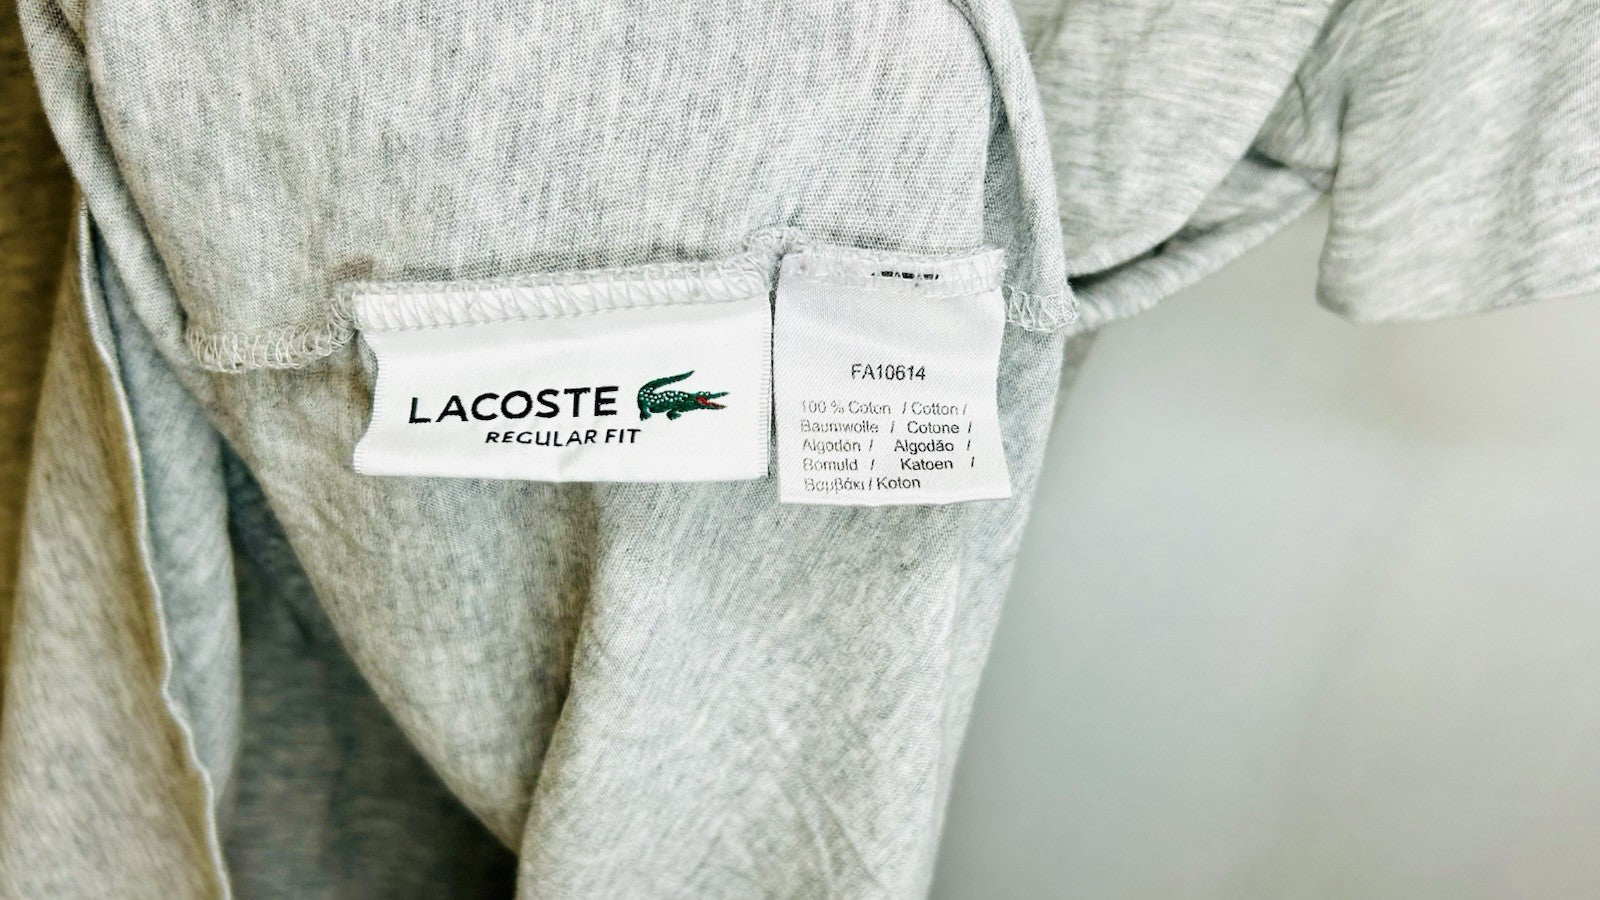 LACOSTE
REGULAR FIT
FA10614
100 % Coton / Cotton /
Baumwolle / Cotone /
Algodón / Algodão /
Bomuld / Katoen /
Βαμβάκι / Koton